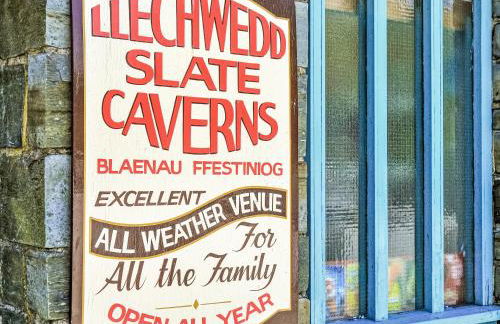 LLECHWEDD
SLATE
CAVERNS
BLAENAU FFESTINIOG
EXCELLENT
ALL WEATHER VENUE
For
All the Family
OPEN ALL YEAR